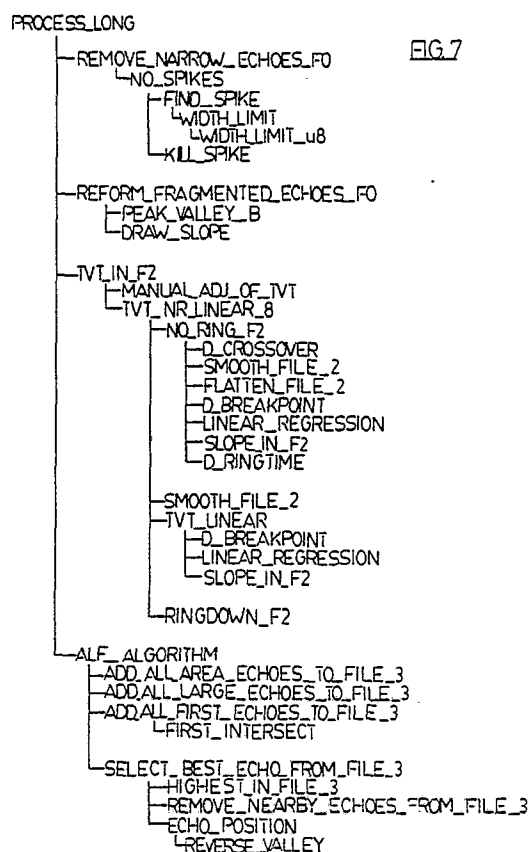 PROCESS_LONG
FIG. 7
REMOVE_NARROW_ECHOES_F0
NO_SPIKES
FIND_SPIKE
WIDTH_LIMIT
WIDTH_LIMIT_u8
KILL_SPIKE
REFORM_FRAGMENTED_ECHOES_F0
PEAK_VALLEY_B
DRAW_SLOPE
TVT_IN_F2
MANUAL_ADJ_OF_TVT
TVT_NR_LINEAR_8
NO_RING_F2
D_CROSSOVER
SMOOTH_FILE_2
FLATTEN_FILE_2
D_BREAKPOINT
LINEAR_REGRESSION
SLOPE_IN_F2
D_RINGTIME
SMOOTH_FILE_2
TVT_LINEAR
D_BREAKPOINT
LINEAR_REGRESSION
SLOPE_IN_F2
RINGDOWN_F2
ALF_ALGORITHM
ADD_ALL_AREA_ECHOES_TO_FILE_3
ADD_ALL_LARGE_ECHOES_TO_FILE_3
ADD_ALL_FIRST_ECHOES_TO_FILE_3
FIRST_INTERSECT
SELECT_BEST_ECHO_FROM_FILE_3
HIGHEST_IN_FILE_3
REMOVE_NEARBY_ECHOES_FROM_FILE_3
ECHO_POSITION
REVERSE_VALLEY